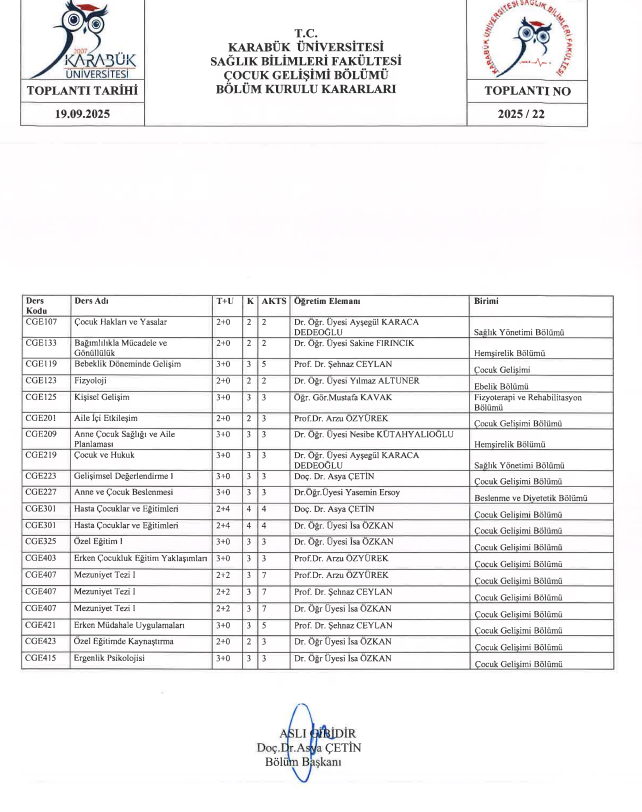 2007
KARABÜK
ÜNİVERSİTESİ
TOPLANTI TARİHİ
19.09.2025
T.C.
KARABÜK ÜNİVERSİTESİ
SAĞLIK BİLİMLERİ FAKÜLTESİ
ÇOCUK GELİŞİMİ BÖLÜMÜ
BÖLÜM KURULU KARARLARI
KARABÜK ÜNİVERSİTESİ SAĞLIK BİLİMLERİ FAKÜLTESİ
TOPLANTI NO
2025 / 22
Ders Kodu Ders Adı T+U K AKTS Öğretim Elemanı Birimi
CGE107 Çocuk Hakları ve Yasalar 2+0 2 2 Dr. Öğr. Üyesi Ayşegül KARACA DEDEOĞLU Sağlık Yönetimi Bölümü
CGE133 Bağımlılıkla Mücadele ve Gönüllülük 2+0 2 2 Dr. Öğr. Üyesi Sakine FIRINCIK Hemşirelik Bölümü
CGE119 Bebeklik Döneminde Gelişim 3+0 3 5 Prof. Dr. Şehnaz CEYLAN Çocuk Gelişimi
CGE123 Fizyoloji 2+0 2 2 Dr. Öğr. Üyesi Yılmaz ALTUNER Ebelik Bölümü
CGE125 Kişisel Gelişim 3+0 3 3 Öğr. Gör.Mustafa KAVAK Fizyoterapi ve Rehabilitasyon Bölümü
CGE201 Aile İçi Etkileşim 2+0 2 3 Prof.Dr. Arzu ÖZYÜREK Çocuk Gelişimi Bölümü
CGE209 Anne Çocuk Sağlığı ve Aile Planlaması 3+0 3 3 Dr. Öğr. Üyesi Nesibe KÜTAHYALIOĞLU Hemşirelik Bölümü
CGE219 Çocuk ve Hukuk 3+0 3 3 Dr. Öğr. Üyesi Ayşegül KARACA DEDEOĞLU Sağlık Yönetimi Bölümü
CGE223 Gelişimsel Değerlendirme I 3+0 3 3 Doç. Dr. Asya ÇETİN Çocuk Gelişimi Bölümü
CGE227 Anne ve Çocuk Beslenmesi 3+0 3 3 Dr.Öğr.Üyesi Yasemin Ersoy Beslenme ve Diyetetik Bölümü
CGE301 Hasta Çocuklar ve Eğitimleri 2+4 4 4 Doç. Dr. Asya ÇETİN Çocuk Gelişimi Bölümü
CGE301 Hasta Çocuklar ve Eğitimleri 2+4 4 4 Dr. Öğr. Üyesi İsa ÖZKAN Çocuk Gelişimi Bölümü
CGE325 Özel Eğitim I 3+0 3 3 Dr. Öğr. Üyesi İsa ÖZKAN Çocuk Gelişimi Bölümü
CGE403 Erken Çocukluk Eğitim Yaklaşımları 3+0 3 3 Prof.Dr. Arzu ÖZYÜREK Çocuk Gelişimi Bölümü
CGE407 Mezuniyet Tezi I 2+2 3 7 Prof.Dr. Arzu ÖZYÜREK Çocuk Gelişimi Bölümü
CGE407 Mezuniyet Tezi I 2+2 3 7 Prof. Dr. Şehnaz CEYLAN Çocuk Gelişimi Bölümü
CGE407 Mezuniyet Tezi I 2+2 3 7 Dr. Öğr Üyesi İsa ÖZKAN Çocuk Gelişimi Bölümü
CGE421 Erken Müdahale Uygulamaları 3+0 3 5 Prof. Dr. Şehnaz CEYLAN Çocuk Gelişimi Bölümü
CGE423 Özel Eğitimde Kaynaştırma 2+0 2 3 Dr. Öğr Üyesi İsa ÖZKAN Çocuk Gelişimi Bölümü
CGE415 Ergenlik Psikolojisi 3+0 3 3 Dr. Öğr Üyesi İsa ÖZKAN Çocuk Gelişimi Bölümü
ASLI GİBİDİR
Doç.Dr.Asya ÇETİN
Bölüm Başkanı